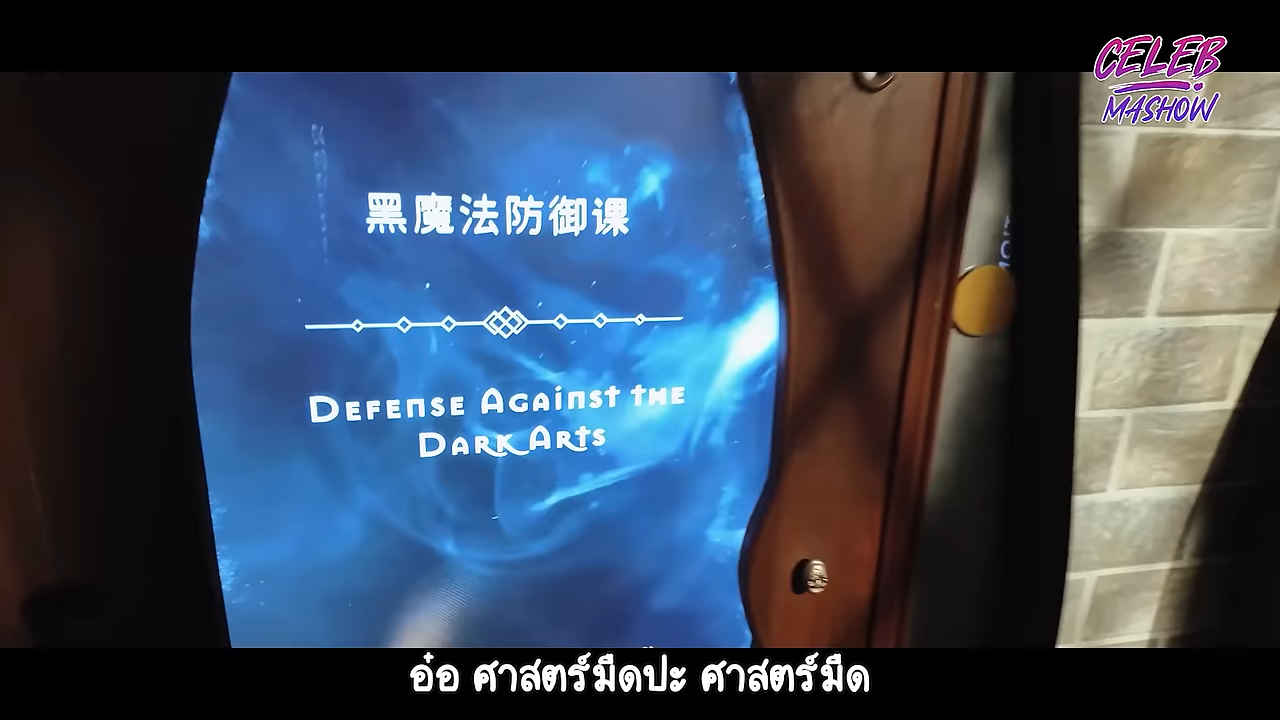 CELEB
MASHOW
黑魔法防御课
Defense Against the
Dark Arts
อ๋อ ศาสตร์มืดปะ ศาสตร์มืด